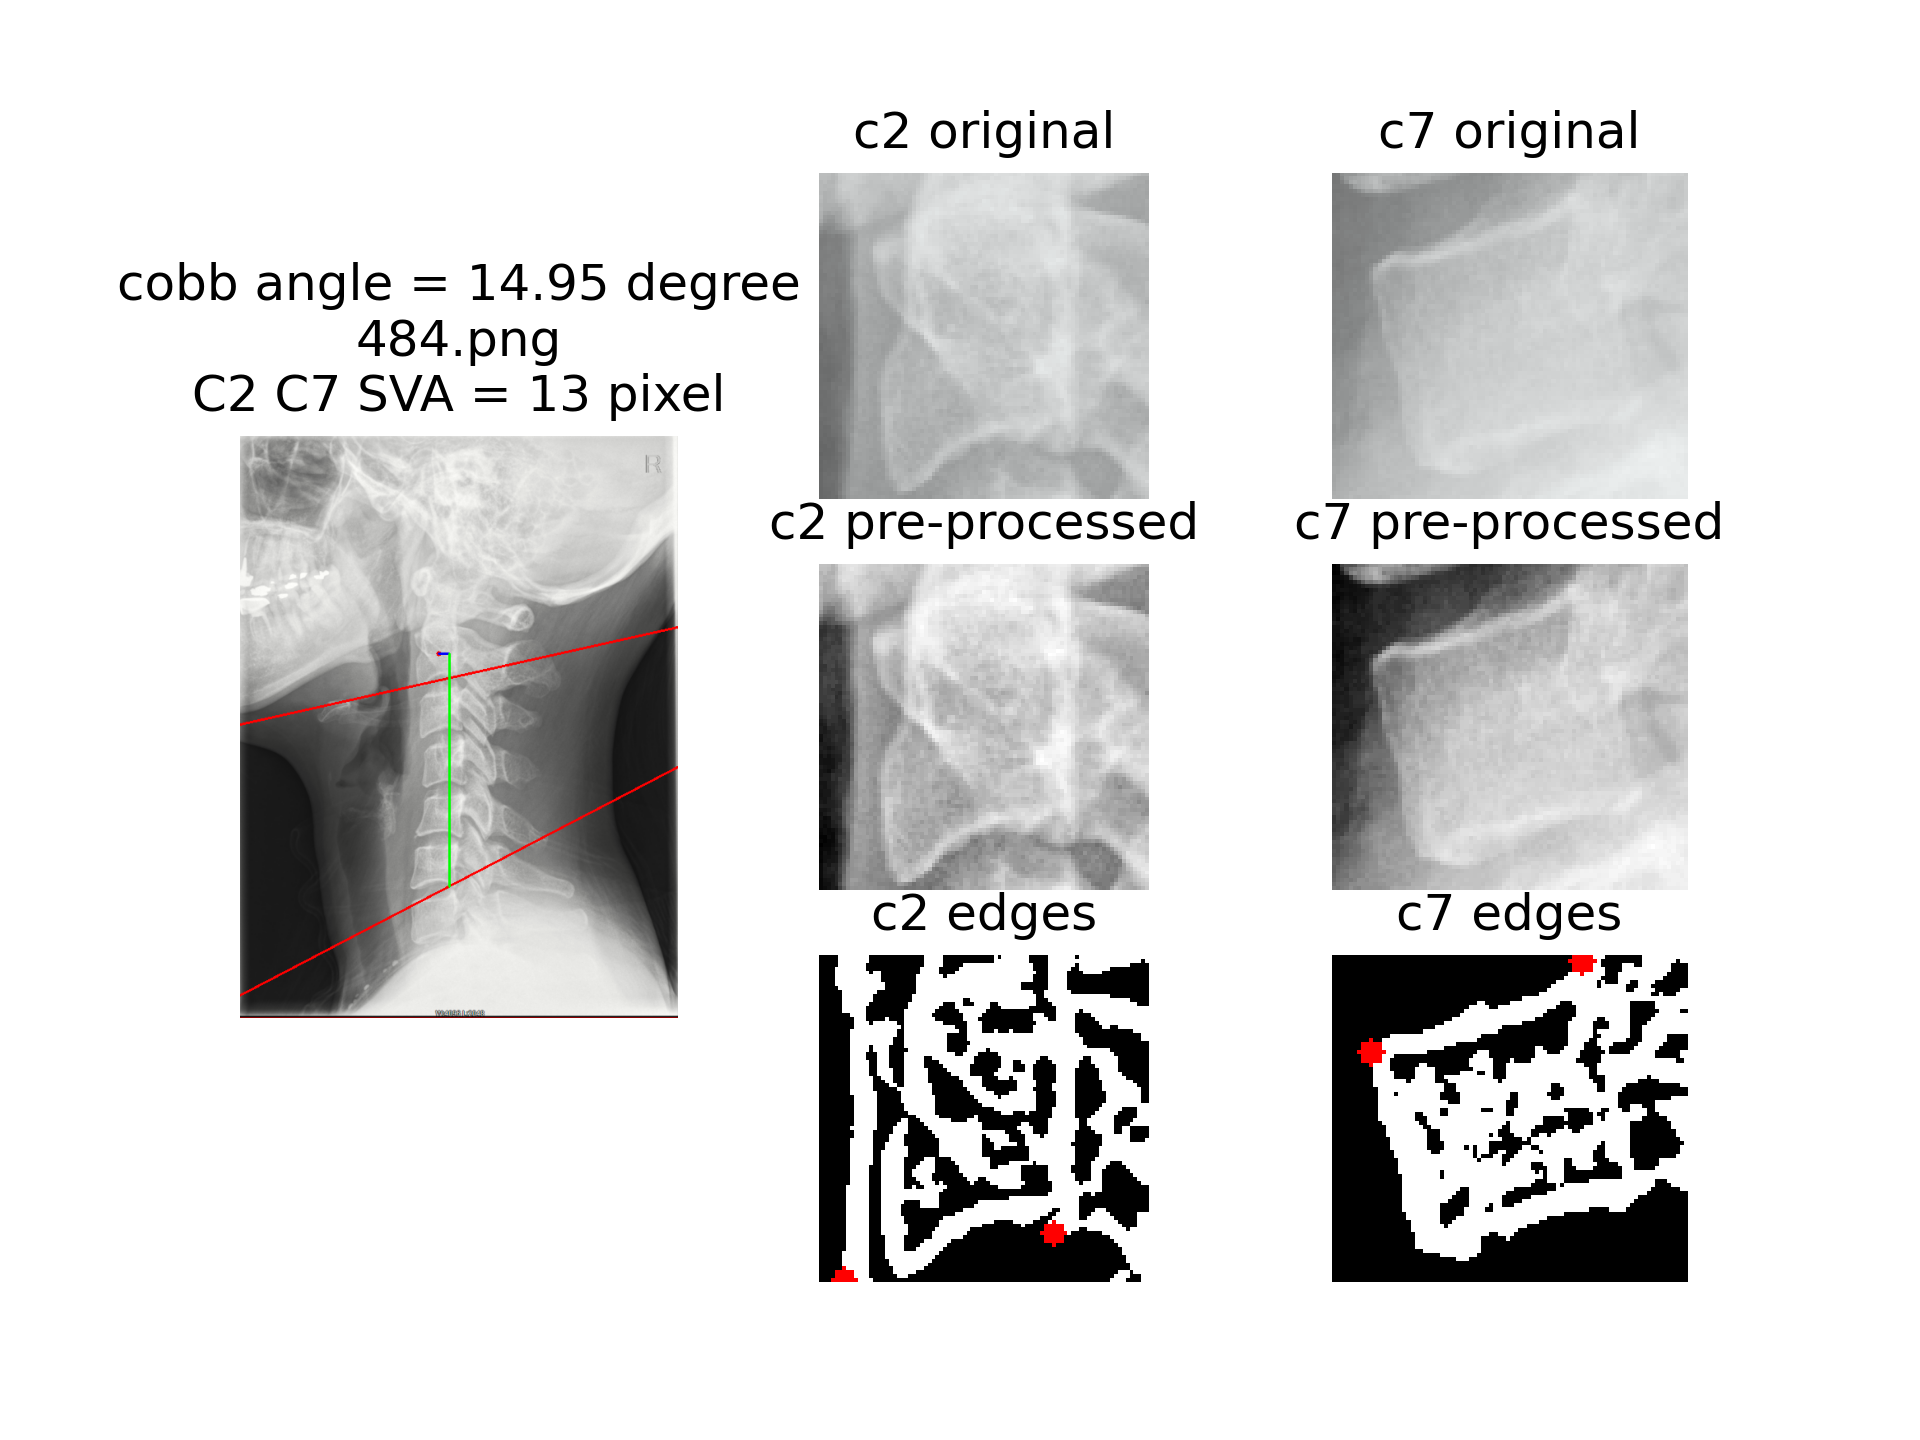 cobb angle = 14.95 degree
484.png
C2 C7 SVA = 13 pixel
R
c2 original
c7 original
c2 pre-processed
c7 pre-processed
c2 edges
c7 edges